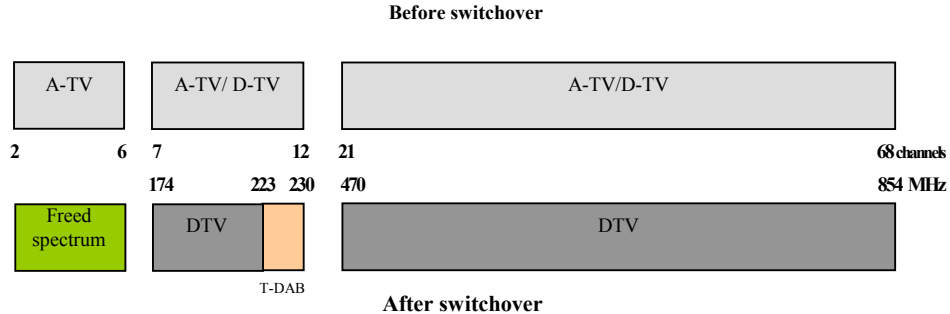 Before switchover
A-TV A-TV/ D-TV A-TV/D-TV
2 6 7 12 21 68 channels
174 223 230 470 854 MHz
Freed
spectrum
DTV DTV
T-DAB
After switchover